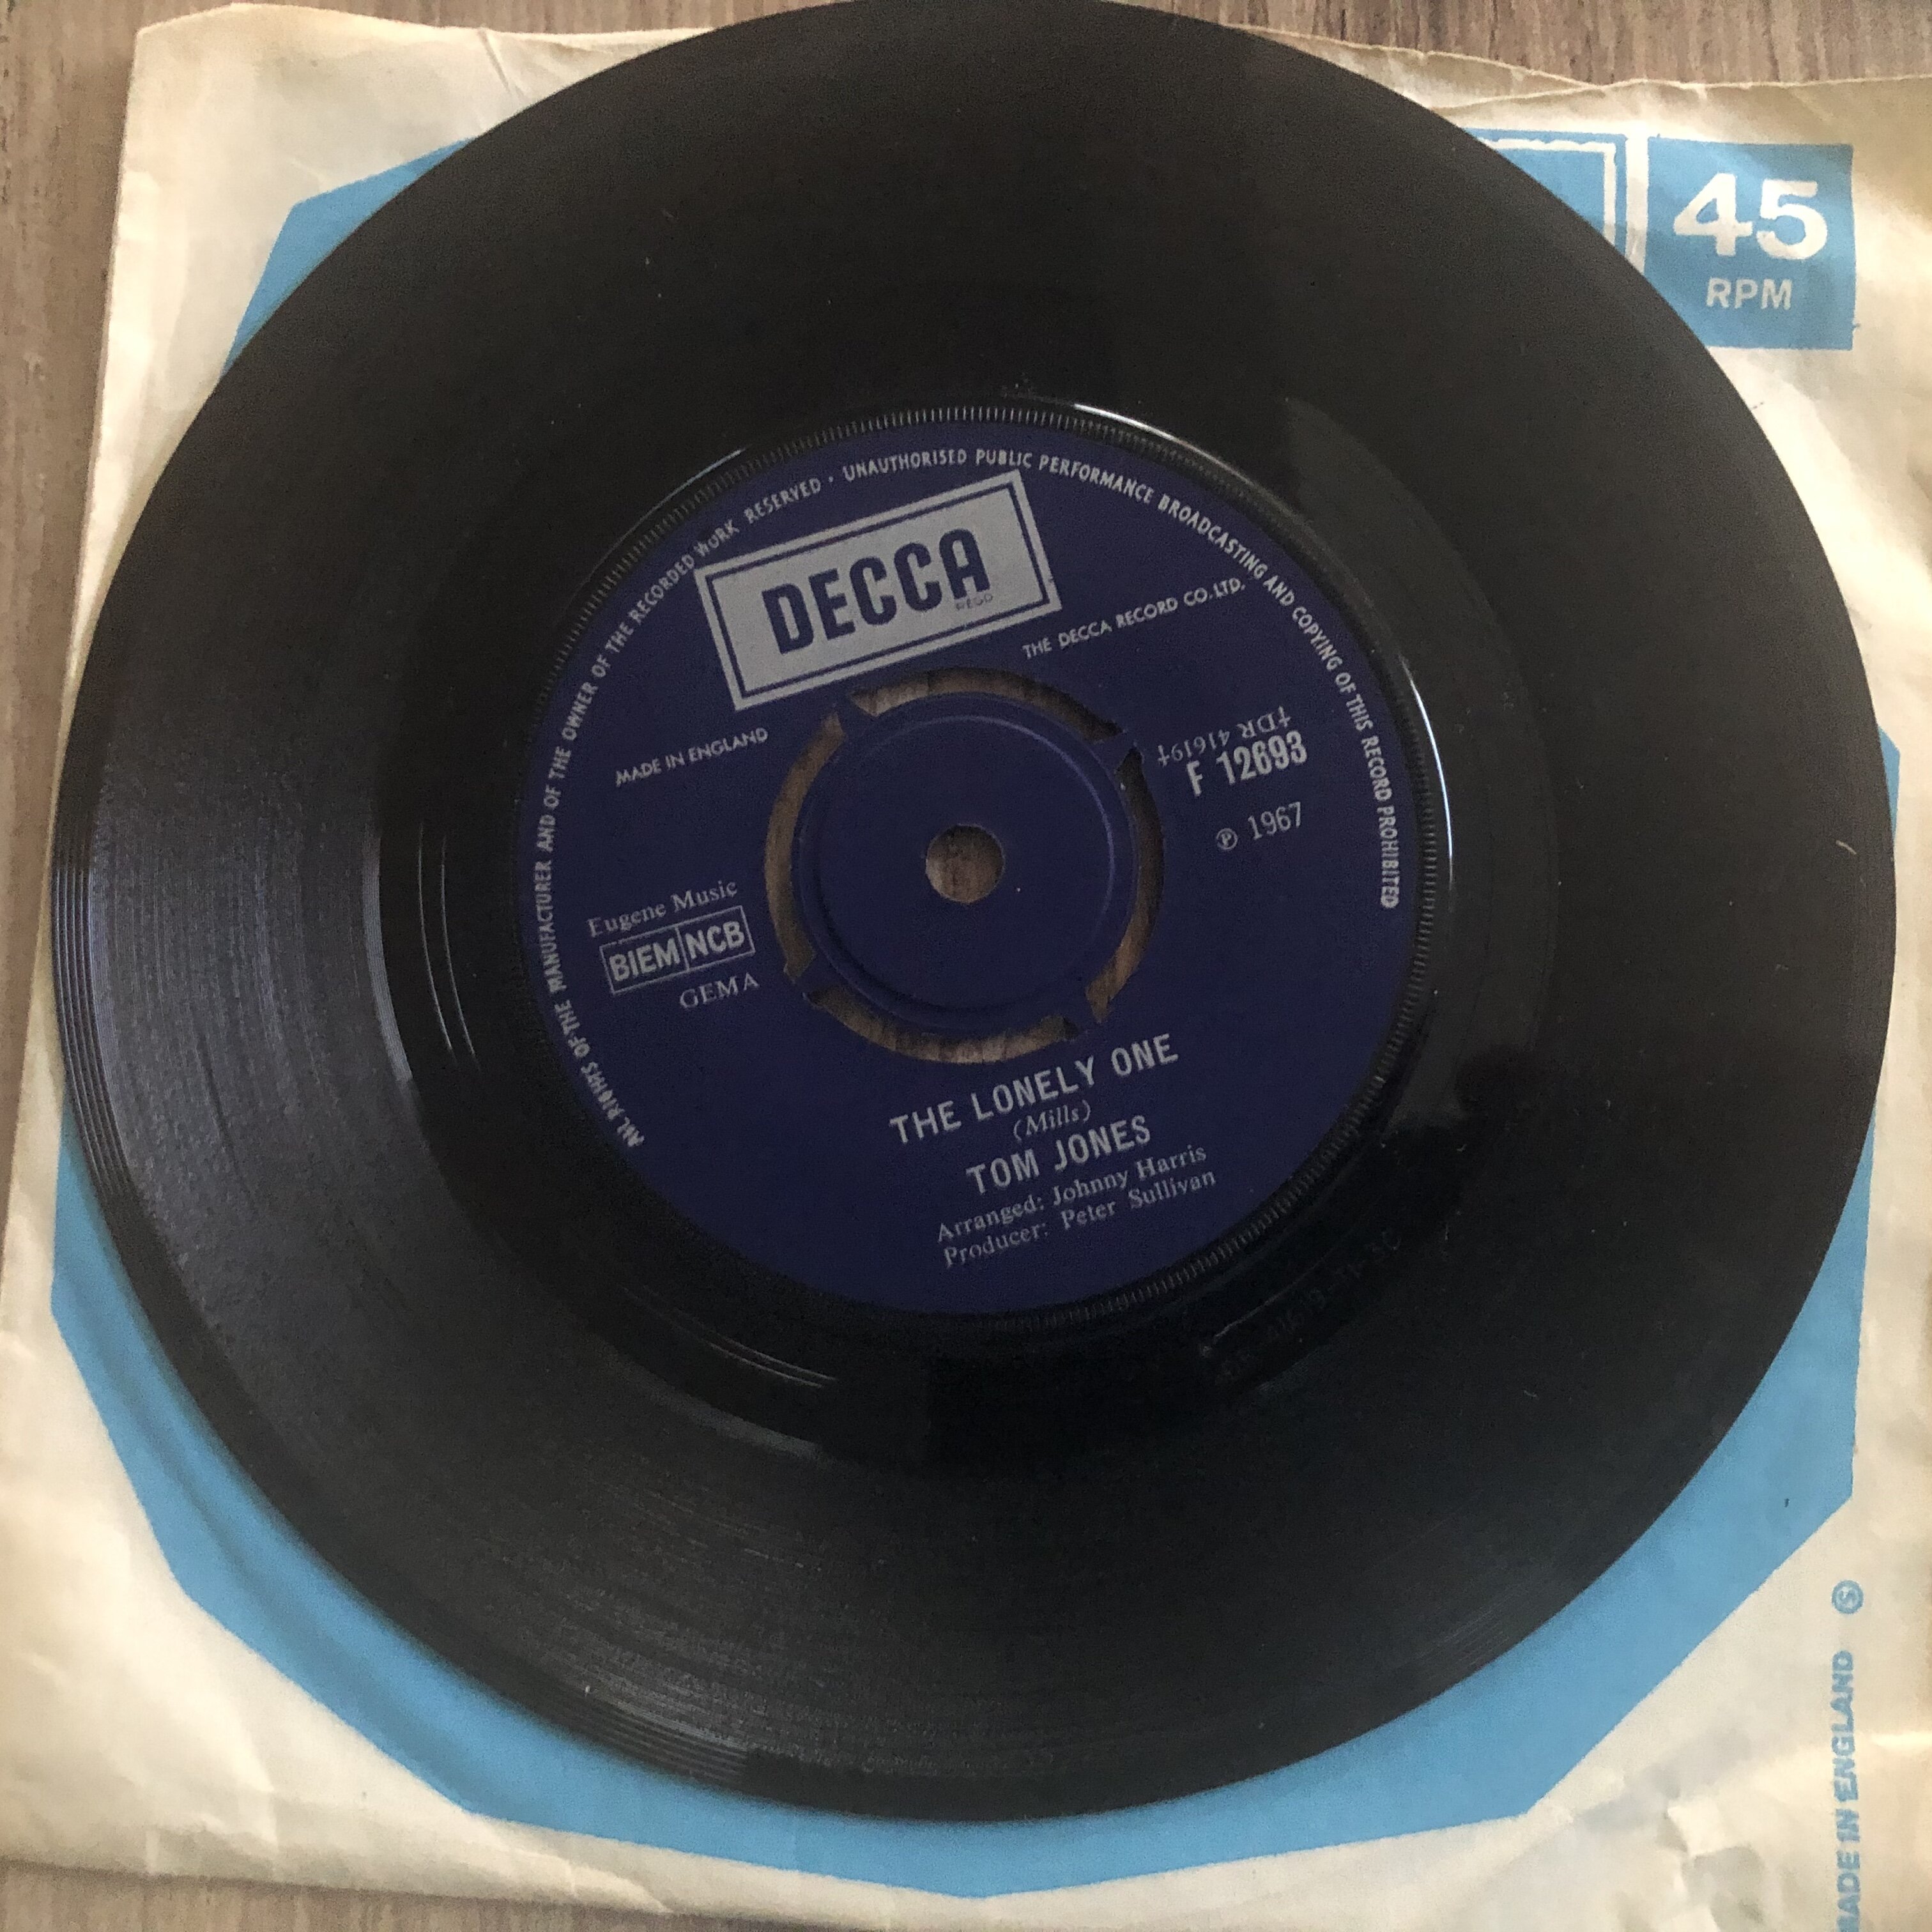 45
RPM
ALL RIGHTS OF THE MANUFACTURER AND OF THE OWNER OF THE RECORDED WORK RESERVED · UNAUTHORISED PUBLIC PERFORMANCE BROADCASTING AND COPYING OF THIS RECORD PROHIBITED
DECCA
REGD
THE DECCA RECORD CO. LTD.
MADE IN ENGLAND
†DR 41619†
F 12693
℗ 1967
Eugene Music
BIEM NCB
GEMA
THE LONELY ONE
(Mills)
TOM JONES
Arranged: Johnny Harris
Producer: Peter Sullivan
MADE IN ENGLAND Ⓢ